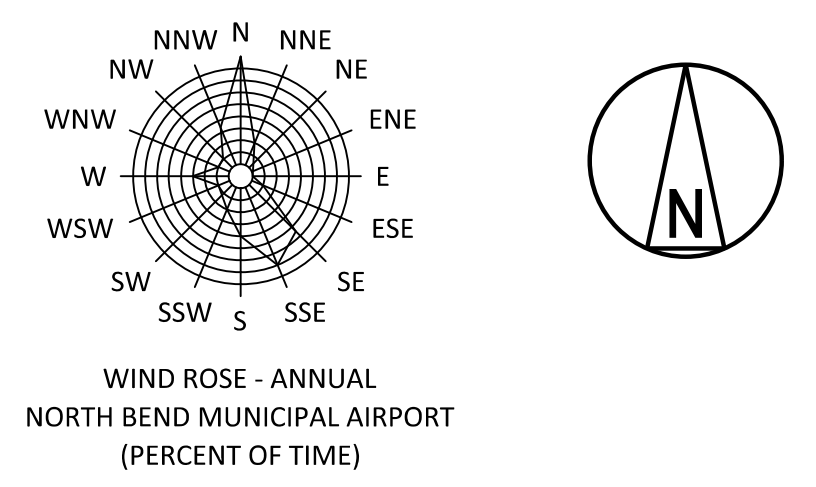 N
NNW
NNE
NW
NE
WNW
ENE
W
E
WSW
ESE
SW
SE
SSW
S
SSE
WIND ROSE - ANNUAL
NORTH BEND MUNICIPAL AIRPORT
(PERCENT OF TIME)
N